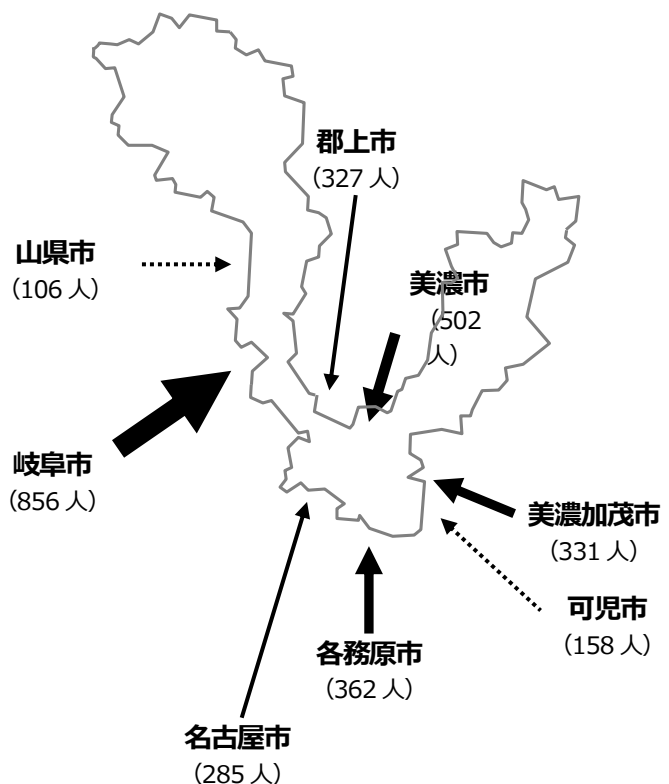 郡上市
（327 人）
山県市
（106 人）
美濃市
（502
人）
岐阜市
（856 人）
美濃加茂市
（331 人）
可児市
（158 人）
各務原市
（362 人）
名古屋市
（285 人）